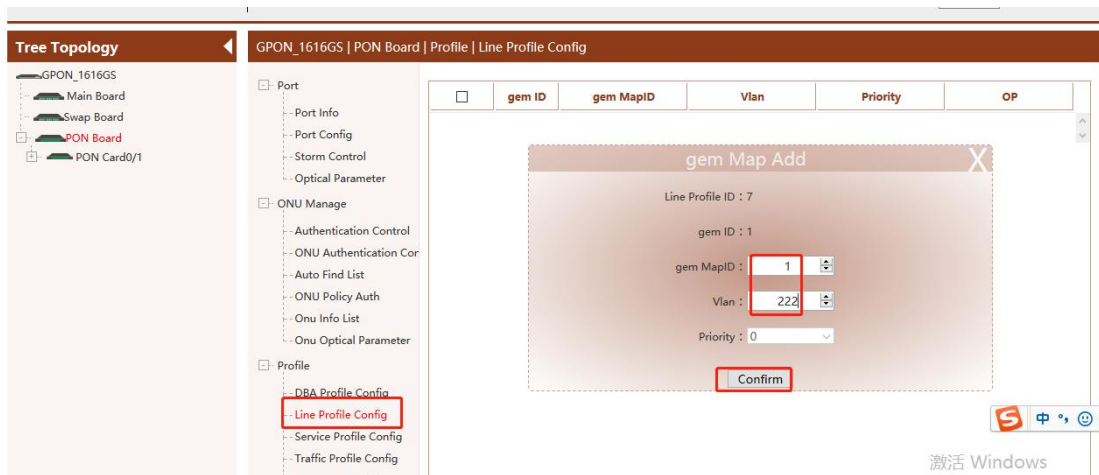 Tree Topology
GPON_1616GS | PON Board | Profile | Line Profile Config
GPON_1616GS
Main Board
Swap Board
PON Board
PON Card0/1
Port
Port Info
Port Config
Storm Control
Optical Parameter
ONU Manage
Authentication Control
ONU Authentication Cor
Auto Find List
ONU Policy Auth
Onu Info List
Onu Optical Parameter
Profile
DBA Profile Config
Line Profile Config
Service Profile Config
Traffic Profile Config
gem ID gem MapID Vlan Priority OP
gem Map Add X
Line Profile ID：7
gem ID：1
gem MapID： 1
Vlan： 222
Priority：0
Confirm
S 中 °,
激活 Windows